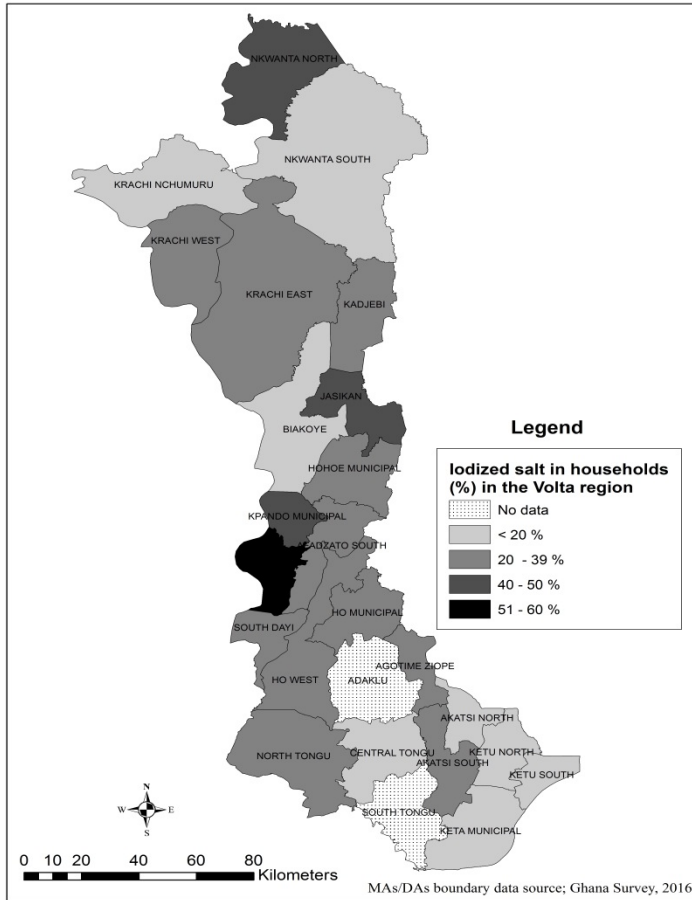 NKWANTA NORTH
NKWANTA SOUTH
KRACHI NCHUMURU
KRACHI WEST
KRACHI EAST
KADJEBI
JASIKAN
BIAKOYE
HOHOE MUNICIPAL
KPANDO MUNICIPAL
SOUTH
SOUTH DAYI
HO MUNICIPAL
AGOTIME ZIOPE
HO WEST
ADAKLU
AKATSI NORTH
NORTH TONGU
CENTRAL TONGU
KETU NORTH
AKATSI SOUTH
KETU SOUTH
SOUTH TONGU
KETA MUNICIPAL
Legend
Iodized salt in households
(%) in the Volta region
No data
< 20 %
20 - 39 %
40 - 50 %
51 - 60 %
N
W E
S
0 20 40 60 80
Kilometers
MAs/DAs boundary data source; Ghana Survey, 2016